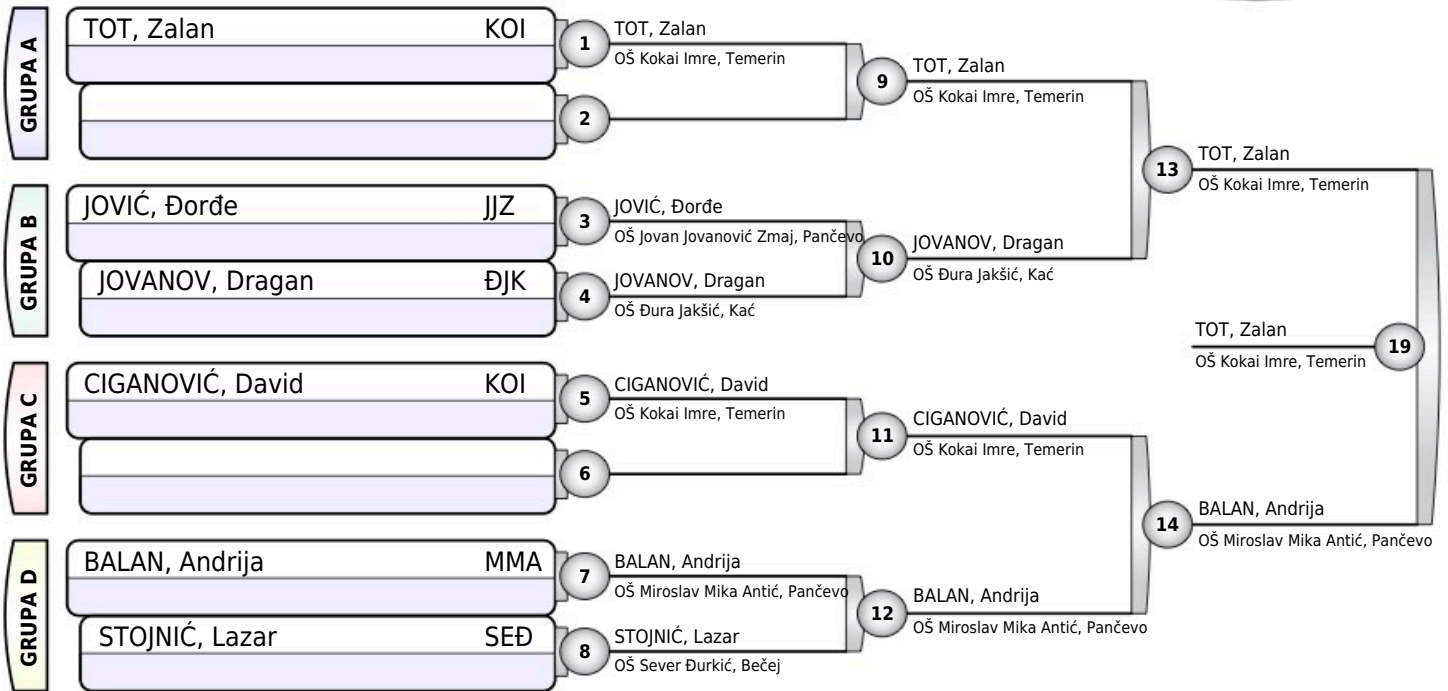 GRUPA A
TOT, Zalan KOI
1
TOT, Zalan
OŠ Kokai Imre, Temerin
2
9
TOT, Zalan
OŠ Kokai Imre, Temerin
GRUPA B
JOVIĆ, Đorđe JJZ
3
JOVIĆ, Đorđe
OŠ Jovan Jovanović Zmaj, Pančevo
JOVANOV, Dragan ĐJK
4
JOVANOV, Dragan
OŠ Đura Jakšić, Kać
10
JOVANOV, Dragan
OŠ Đura Jakšić, Kać
13
TOT, Zalan
OŠ Kokai Imre, Temerin
TOT, Zalan
OŠ Kokai Imre, Temerin
19
GRUPA C
CIGANOVIĆ, David KOI
5
CIGANOVIĆ, David
OŠ Kokai Imre, Temerin
6
11
CIGANOVIĆ, David
OŠ Kokai Imre, Temerin
GRUPA D
BALAN, Andrija MMA
7
BALAN, Andrija
OŠ Miroslav Mika Antić, Pančevo
STOJNIĆ, Lazar SEĐ
8
STOJNIĆ, Lazar
OŠ Sever Đurkić, Bečej
12
BALAN, Andrija
OŠ Miroslav Mika Antić, Pančevo
14
BALAN, Andrija
OŠ Miroslav Mika Antić, Pančevo